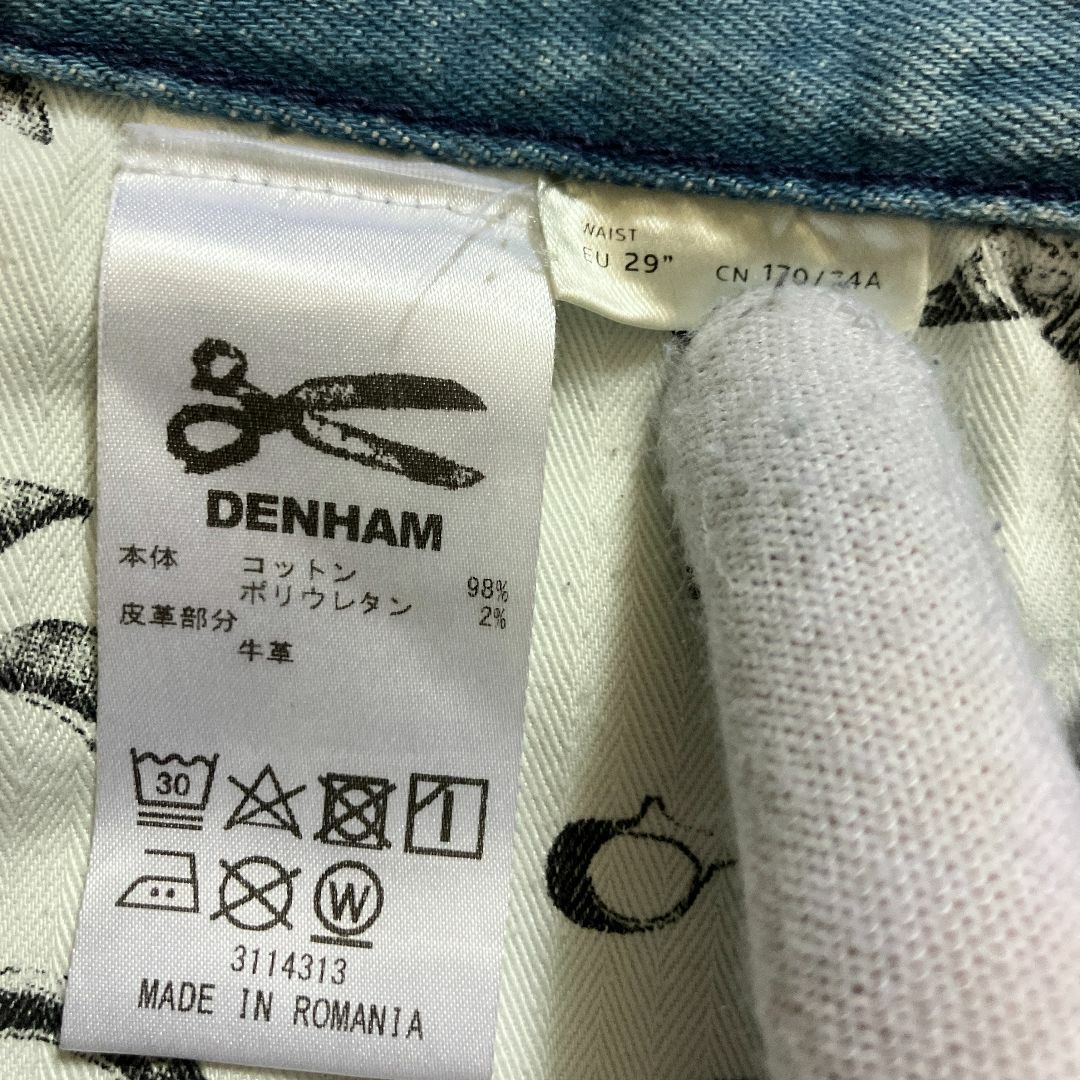 WAIST
EU 29" CN 170/74A
DENHAM
本体 コットン 98%
ポリウレタン 2%
皮革部分
牛革
30
W
3114313
MADE IN ROMANIA